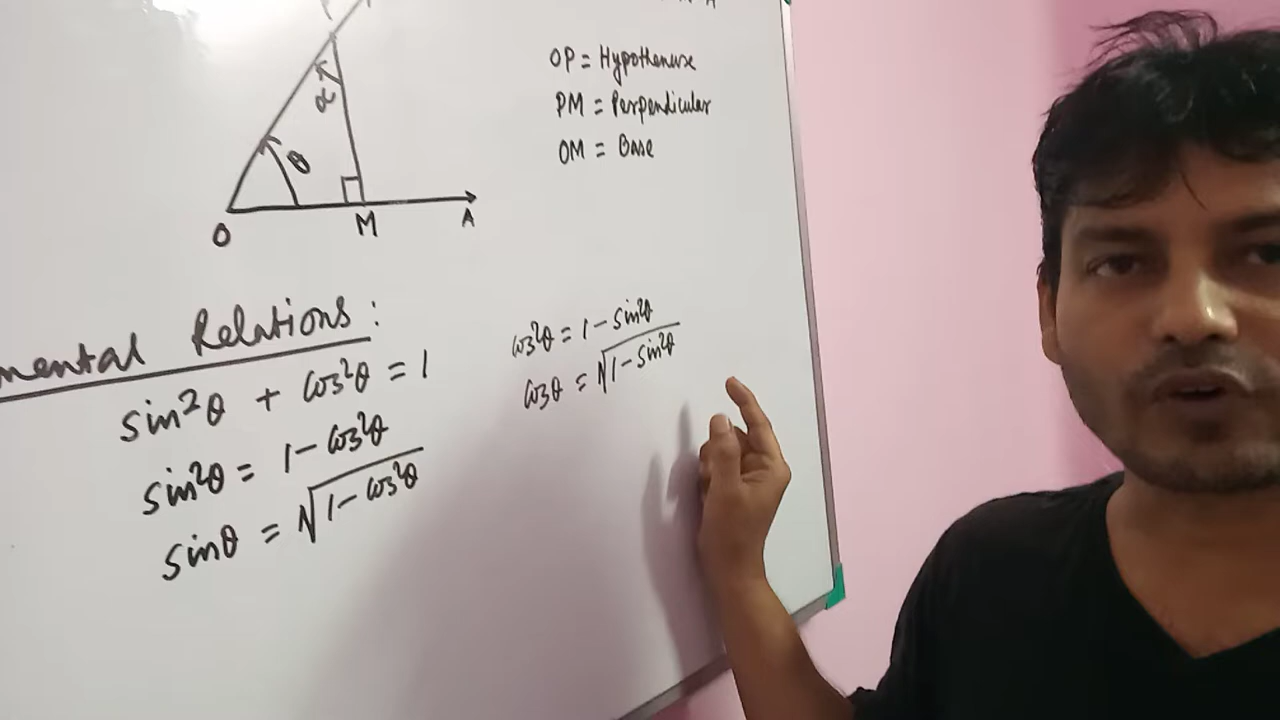 α
θ
O
M
A
OP = Hypotenuse
PM = Perpendicular
OM = Base
mental Relations :
sin²θ + cos²θ = 1
sin²θ = 1 - cos²θ
sinθ = √1 - cos²θ
cos²θ = 1 - sin²θ
cosθ = √1 - sin²θ